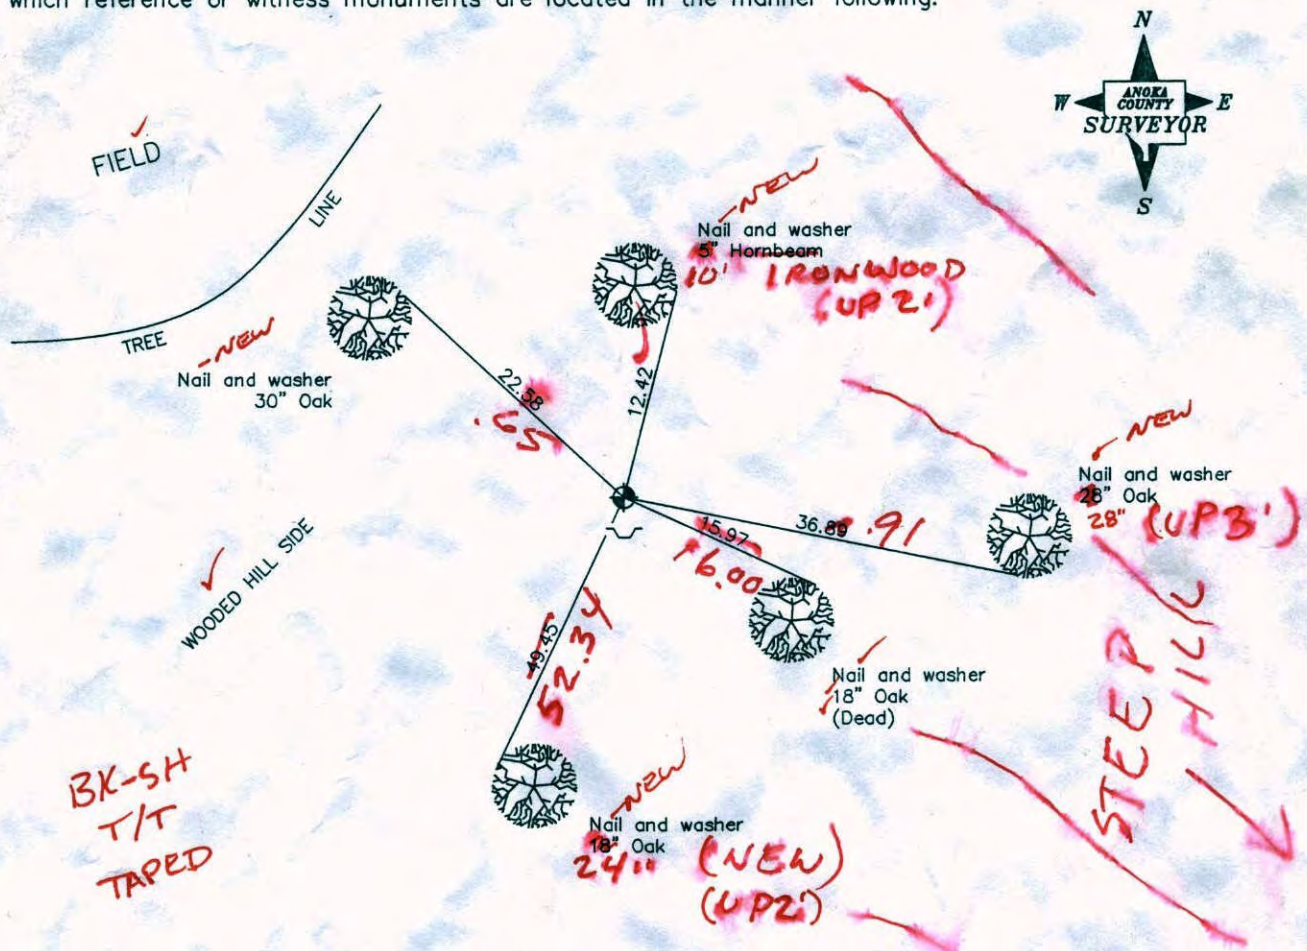 which reference or witness monuments are located in the manner following:
N
W
ANOKA
COUNTY
E
SURVEYOR
S
✓
FIELD
TREE
LINE
- NEW
Nail and washer
5" Hornbeam
10' IRONWOOD
(UP 2')
- NEW
Nail and washer
30" Oak
22.58
.65
12.42
NEW
Nail and washer
28" Oak
28" (UP 3')
15.97
16.00
36.89
.91
WOODED HILL SIDE
49.45
52.34
Nail and washer
18" Oak
(Dead)
STEEP
HILL
NEW
Nail and washer
18" Oak
24" (NEW)
(UP 2')
BK-SH
T/T
TAPED